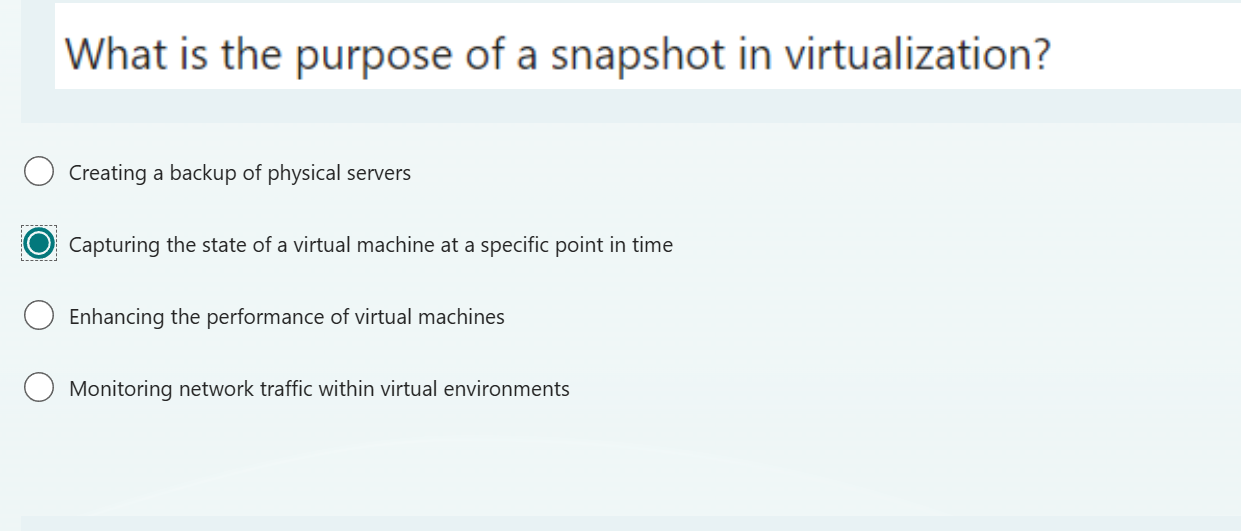 What is the purpose of a snapshot in virtualization?
Creating a backup of physical servers
Capturing the state of a virtual machine at a specific point in time
Enhancing the performance of virtual machines
Monitoring network traffic within virtual environments